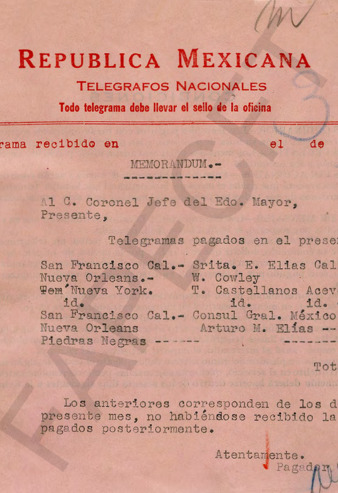 REPUBLICA MEXICANA
TELEGRAFOS NACIONALES
Todo telegrama debe llevar el sello de la oficina
rama recibido en el de
MEMORANDUM.-
Al C. Coronel Jefe del Edo. Mayor,
Presente,
Telegramas pagados en el prese
San Francisco Cal.- Srita. E. Elias Cal
Nueva Orleans.- W. Cowley
Nueva York. T. Castellanos Acev
id. id. id.
San Francisco Cal.- Consul Gral. México
Nueva Orleans Arturo M. Elias --
Piedras Negras ------ ------
Tot
Los anteriores corresponden de los d
presente mes, no habiéndose recibido la
pagados posteriormente.
Atentamente.
Pagador
FAPECFT